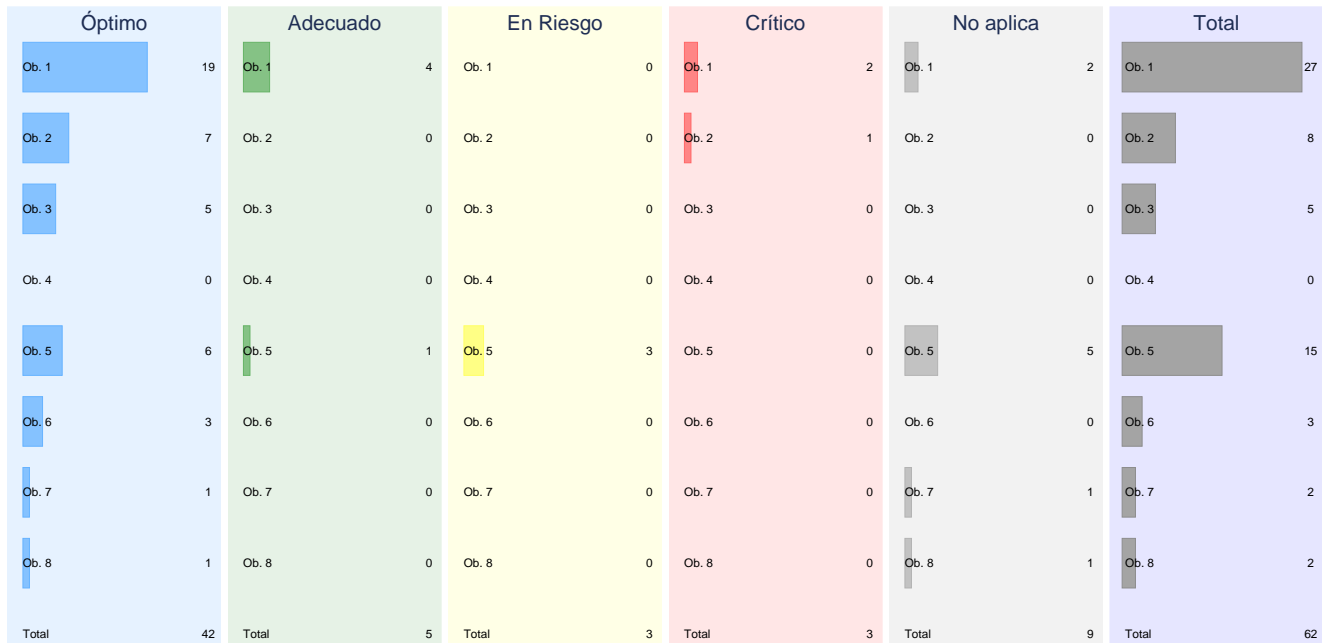 Óptimo Adecuado En Riesgo Crítico No aplica Total
Ob. 1 19 Ob. 1 4 Ob. 1 0 Ob. 1 2 Ob. 1 2 Ob. 1 27
Ob. 2 7 Ob. 2 0 Ob. 2 0 Ob. 2 1 Ob. 2 0 Ob. 2 8
Ob. 3 5 Ob. 3 0 Ob. 3 0 Ob. 3 0 Ob. 3 0 Ob. 3 5
Ob. 4 0 Ob. 4 0 Ob. 4 0 Ob. 4 0 Ob. 4 0 Ob. 4 0
Ob. 5 6 Ob. 5 1 Ob. 5 3 Ob. 5 0 Ob. 5 5 Ob. 5 15
Ob. 6 3 Ob. 6 0 Ob. 6 0 Ob. 6 0 Ob. 6 0 Ob. 6 3
Ob. 7 1 Ob. 7 0 Ob. 7 0 Ob. 7 0 Ob. 7 1 Ob. 7 2
Ob. 8 1 Ob. 8 0 Ob. 8 0 Ob. 8 0 Ob. 8 1 Ob. 8 2
Total 42 Total 5 Total 3 Total 3 Total 9 Total 62